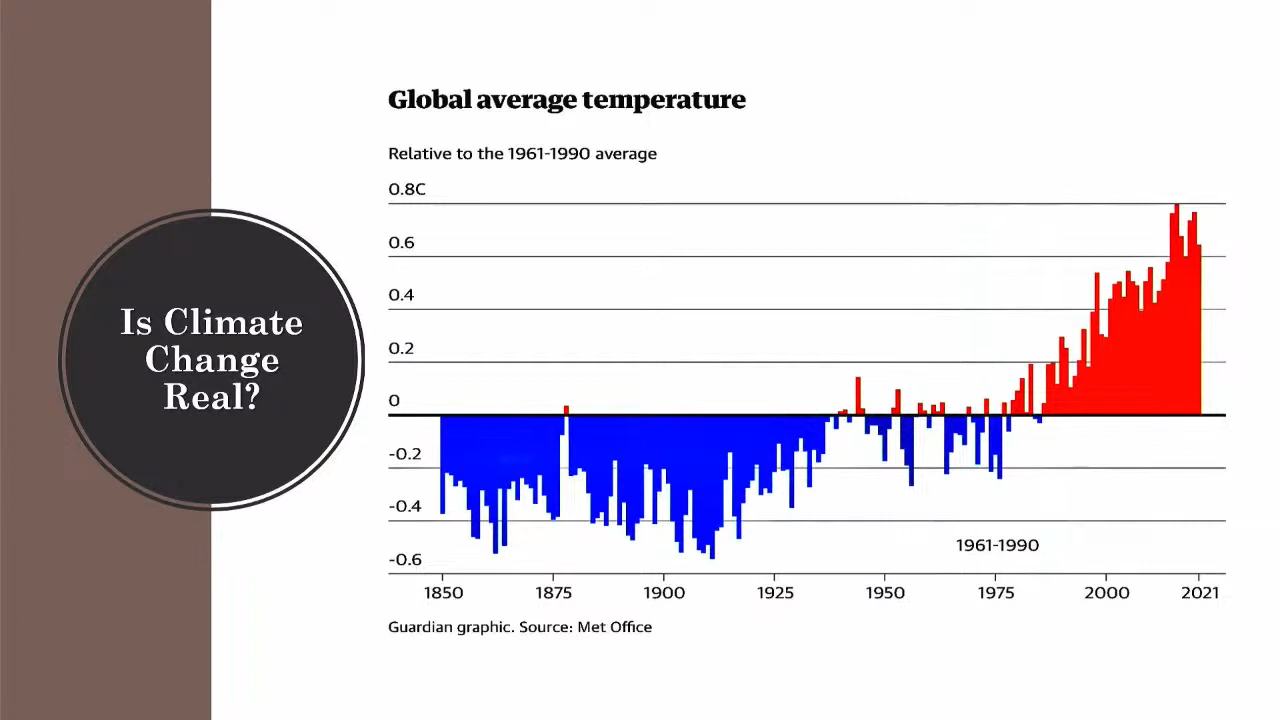 Is Climate
Change
Real?
Global average temperature
Relative to the 1961-1990 average
0.8C
0.6
0.4
0.2
0
-0.2
-0.4
-0.6
1961-1990
1850 1875 1900 1925 1950 1975 2000 2021
Guardian graphic. Source: Met Office